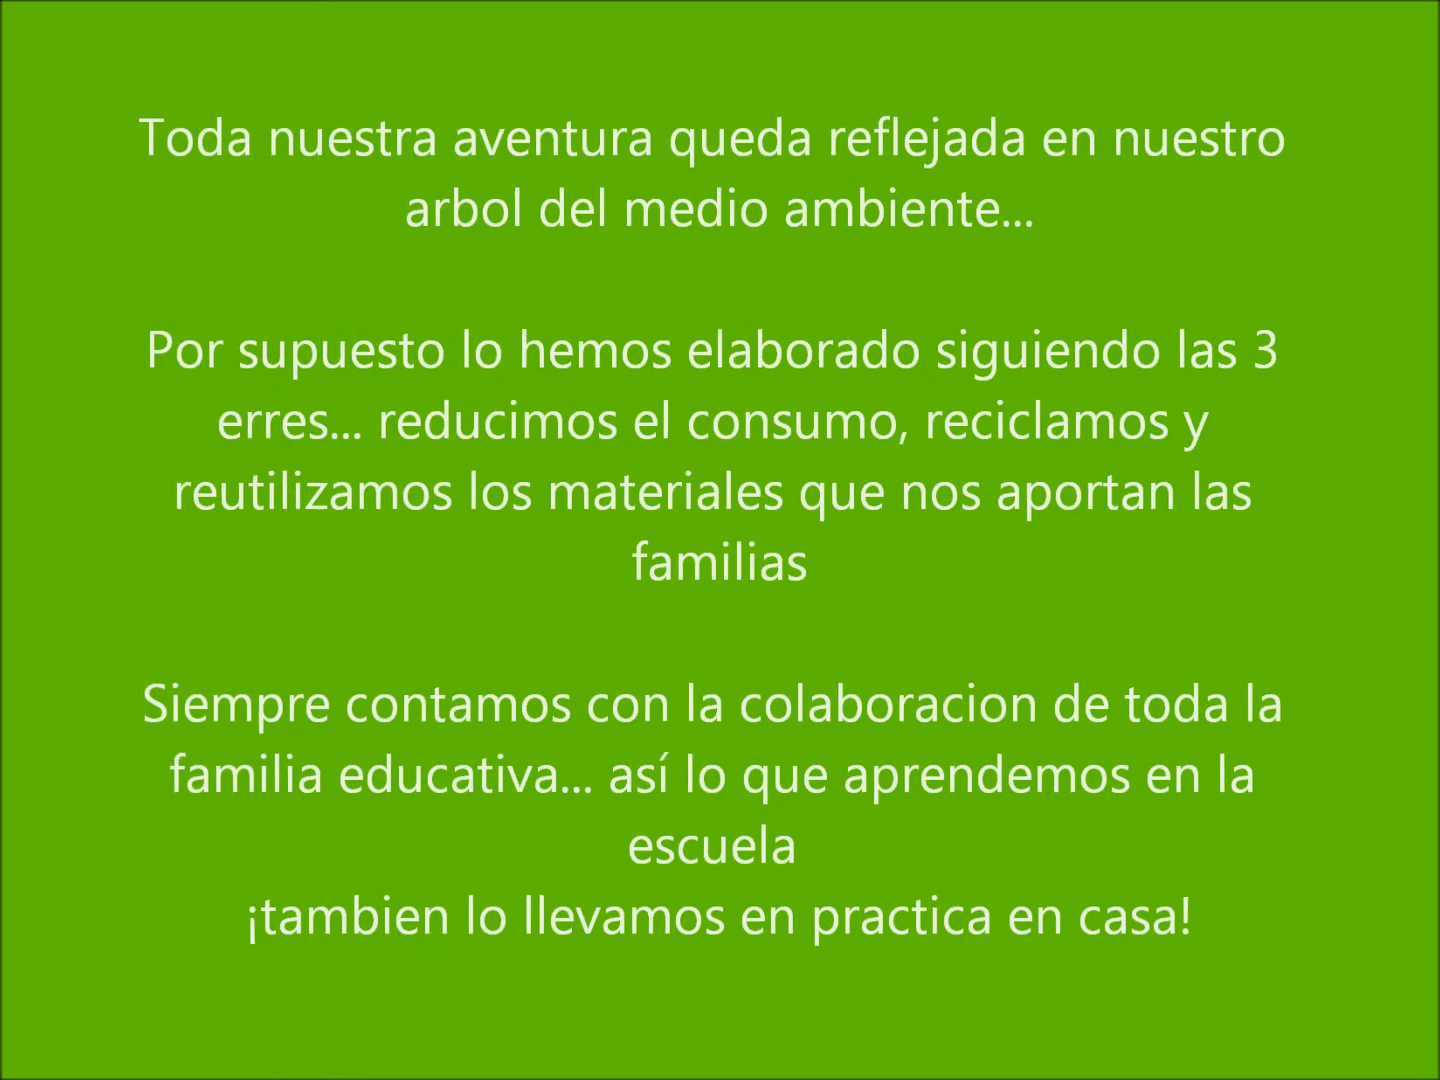 Toda nuestra aventura queda reflejada en nuestro
arbol del medio ambiente...
Por supuesto lo hemos elaborado siguiendo las 3
erres... reducimos el consumo, reciclamos y
reutilizamos los materiales que nos aportan las
familias
Siempre contamos con la colaboracion de toda la
familia educativa... así lo que aprendemos en la
escuela
¡tambien lo llevamos en practica en casa!